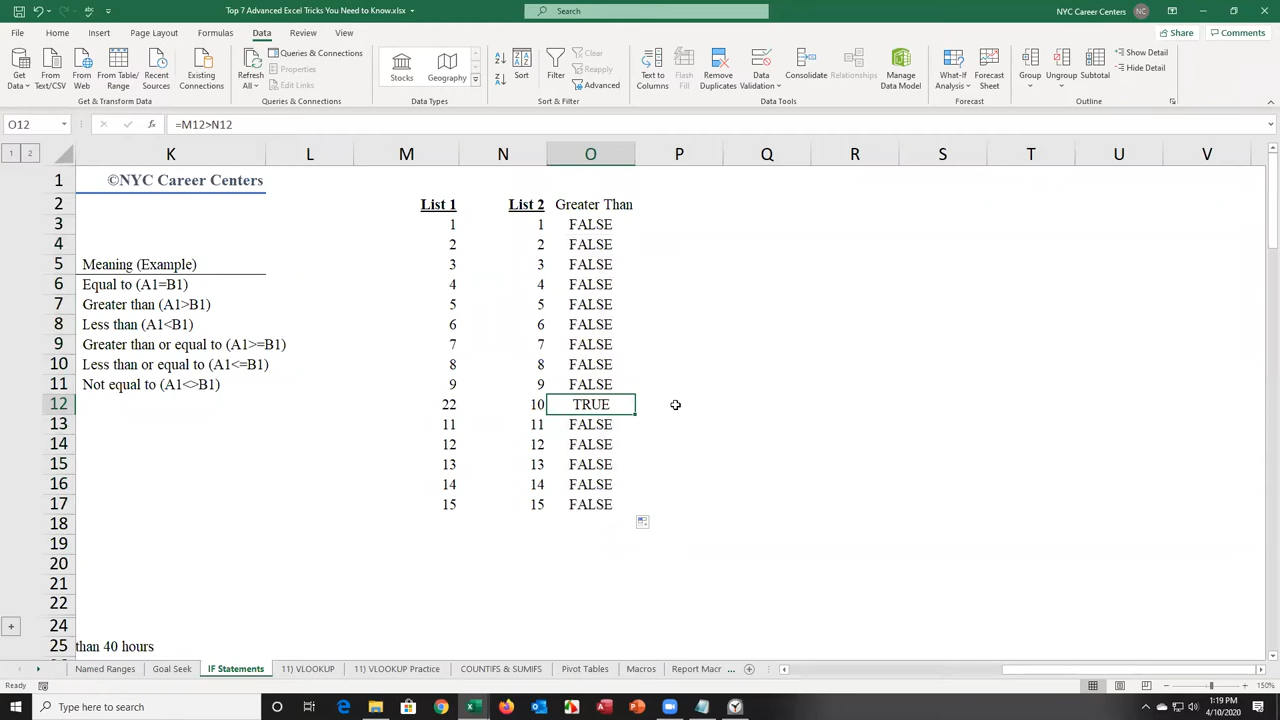 Top 7 Advanced Excel Tricks You Need to Know.xlsx
Search
NYC Career Centers NC
File Home Insert Page Layout Formulas Data Review View
Share Comments
Get Data
From Text/CSV
From Web
From Table/ Range
Recent Sources
Existing Connections
Get & Transform Data
Refresh All
Queries & Connections
Properties
Edit Links
Queries & Connections
Stocks
Geography
Data Types
Sort
Filter
Clear
Reapply
Advanced
Sort & Filter
Text to Columns
Flash Fill
Remove Duplicates
Data Validation
Consolidate
Relationships
Manage Data Model
Data Tools
What-If Analysis
Forecast Sheet
Forecast
Group
Ungroup
Subtotal
Show Detail
Hide Detail
Outline
O12 fx =M12>N12
1 2 K L M N O P Q R S T U V
1 ©NYC Career Centers
2 List 1 List 2 Greater Than
3 1 1 FALSE
4 2 2 FALSE
5 Meaning (Example) 3 3 FALSE
6 Equal to (A1=B1) 4 4 FALSE
7 Greater than (A1>B1) 5 5 FALSE
8 Less than (A1<B1) 6 6 FALSE
9 Greater than or equal to (A1>=B1) 7 7 FALSE
10 Less than or equal to (A1<=B1) 8 8 FALSE
11 Not equal to (A1<>B1) 9 9 FALSE
12 22 10 TRUE
13 11 11 FALSE
14 12 12 FALSE
15 13 13 FALSE
16 14 14 FALSE
17 15 15 FALSE
18
19
20
21
22
24
25 than 40 hours
Named Ranges Goal Seek IF Statements 11) VLOOKUP 11) VLOOKUP Practice COUNTIFS & SUMIFS Pivot Tables Macros Report Macr ...
Ready 150%
Type here to search
1:19 PM
4/10/2020